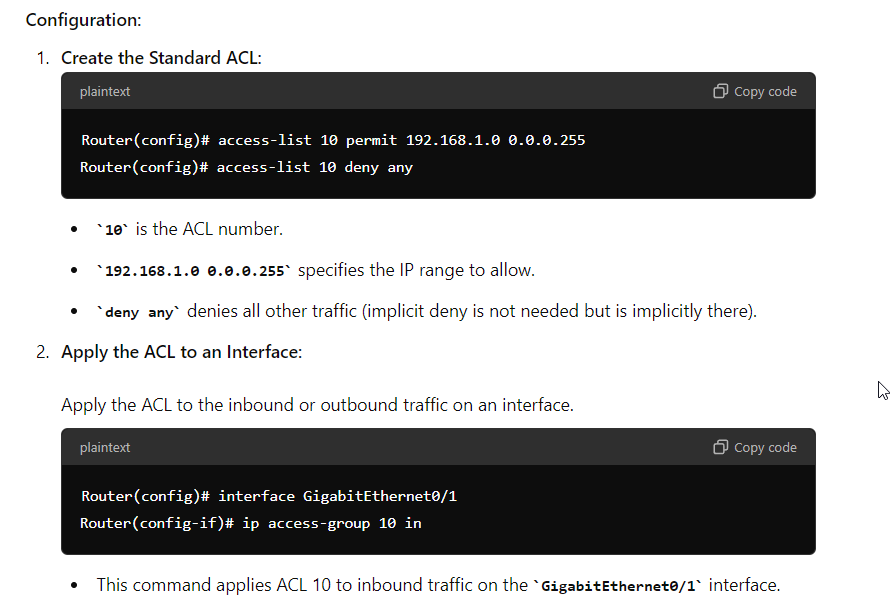 Configuration:
1. Create the Standard ACL:
plaintext
Copy code
Router(config)# access-list 10 permit 192.168.1.0 0.0.0.255
Router(config)# access-list 10 deny any
• `10` is the ACL number.
• `192.168.1.0 0.0.0.255` specifies the IP range to allow.
• `deny any` denies all other traffic (implicit deny is not needed but is implicitly there).
2. Apply the ACL to an Interface:
Apply the ACL to the inbound or outbound traffic on an interface.
plaintext
Copy code
Router(config)# interface GigabitEthernet0/1
Router(config-if)# ip access-group 10 in
• This command applies ACL 10 to inbound traffic on the `GigabitEthernet0/1` interface.